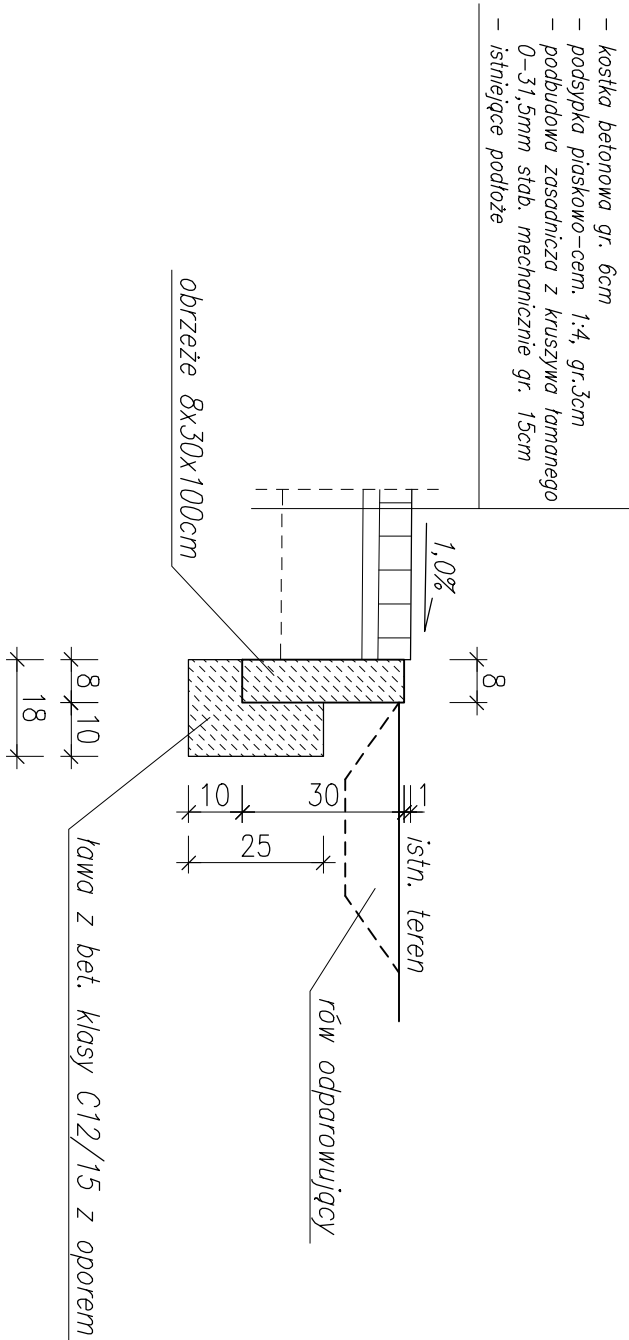 - kostka betonowa gr. 6cm
- podsypka piaskowo-cem. 1:4, gr.3cm
- podbudowa zasadnicza z kruszywa łamanego
0-31,5mm stab. mechanicznie gr. 15cm
- istniejące podłoże
1,0%
8
1
istn. teren
30
10
25
rów odparowujący
obrzeże 8x30x100cm
8
10
18
ława z bet. klasy C12/15 z oporem